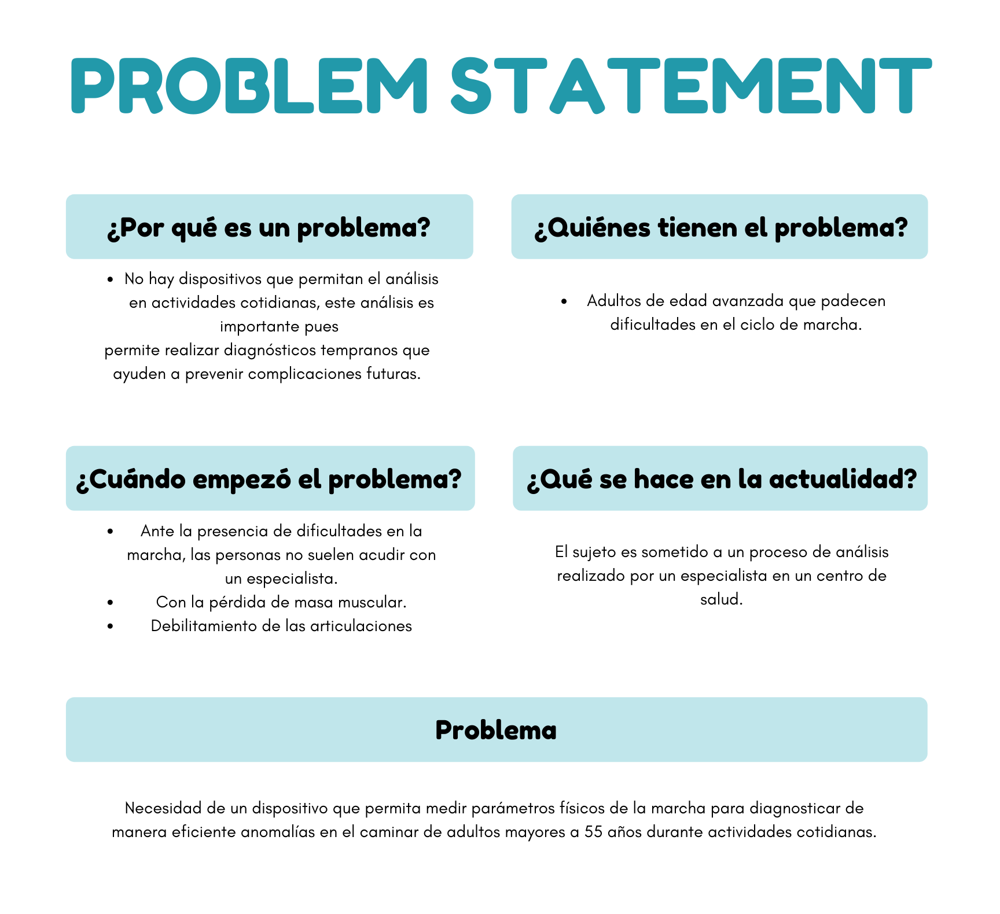 PROBLEM STATEMENT
¿Por qué es un problema?
• No hay dispositivos que permitan el análisis
en actividades cotidianas, este análisis es
importante pues
permite realizar diagnósticos tempranos que
ayuden a prevenir complicaciones futuras.
¿Quiénes tienen el problema?
• Adultos de edad avanzada que padecen
dificultades en el ciclo de marcha.
¿Cuándo empezó el problema?
• Ante la presencia de dificultades en la
marcha, las personas no suelen acudir con
un especialista.
• Con la pérdida de masa muscular.
• Debilitamiento de las articulaciones
¿Qué se hace en la actualidad?
El sujeto es sometido a un proceso de análisis
realizado por un especialista en un centro de
salud.
Problema
Necesidad de un dispositivo que permita medir parámetros físicos de la marcha para diagnosticar de
manera eficiente anomalías en el caminar de adultos mayores a 55 años durante actividades cotidianas.